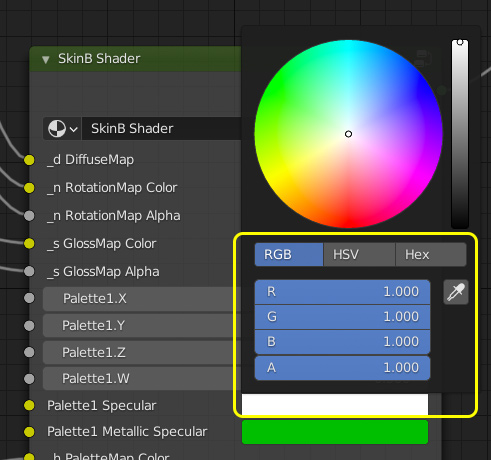 SkinB Shader
SkinB Shader
_d DiffuseMap
_n RotationMap Color
_n RotationMap Alpha
_s GlossMap Color
_s GlossMap Alpha
Palette1.X
Palette1.Y
Palette1.Z
Palette1.W
Palette1 Specular
Palette1 Metallic Specular
_h PaletteMap Color
RGB HSV Hex
R 1.000
G 1.000
B 1.000
A 1.000